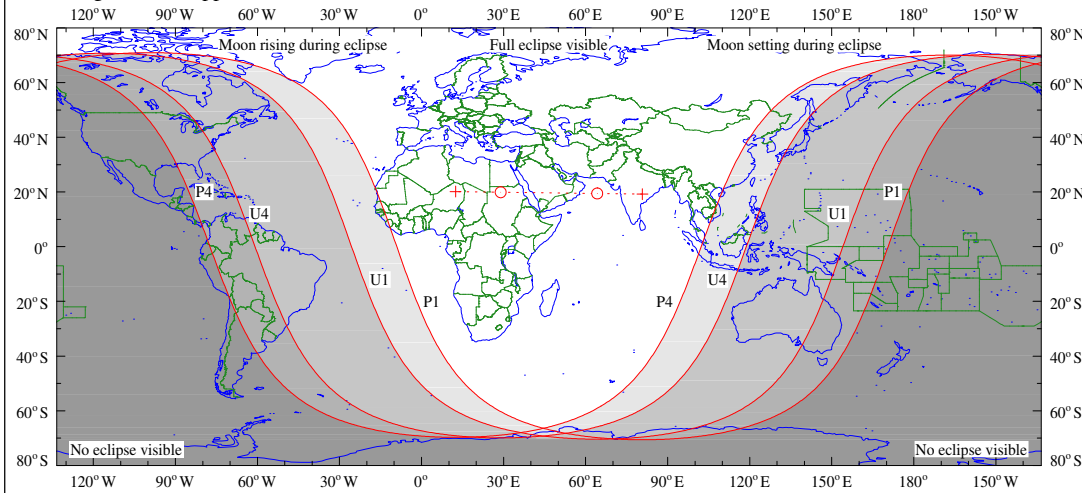 120° W 90° W 60° W 30° W 0° 30° E 60° E 90° E 120° E 150° E 180° 150° W
80° N 80° N
Moon rising during eclipse Full eclipse visible Moon setting during eclipse
60° N 60° N
40° N 40° N
20° N P4 P1 20° N
U4 U1
0° 0°
U1 U4
20° S P1 P4 20° S
40° S 40° S
60° S 60° S
No eclipse visible No eclipse visible
80° S 80° S
120° W 90° W 60° W 30° W 0° 30° E 60° E 90° E 120° E 150° E 180° 150° W